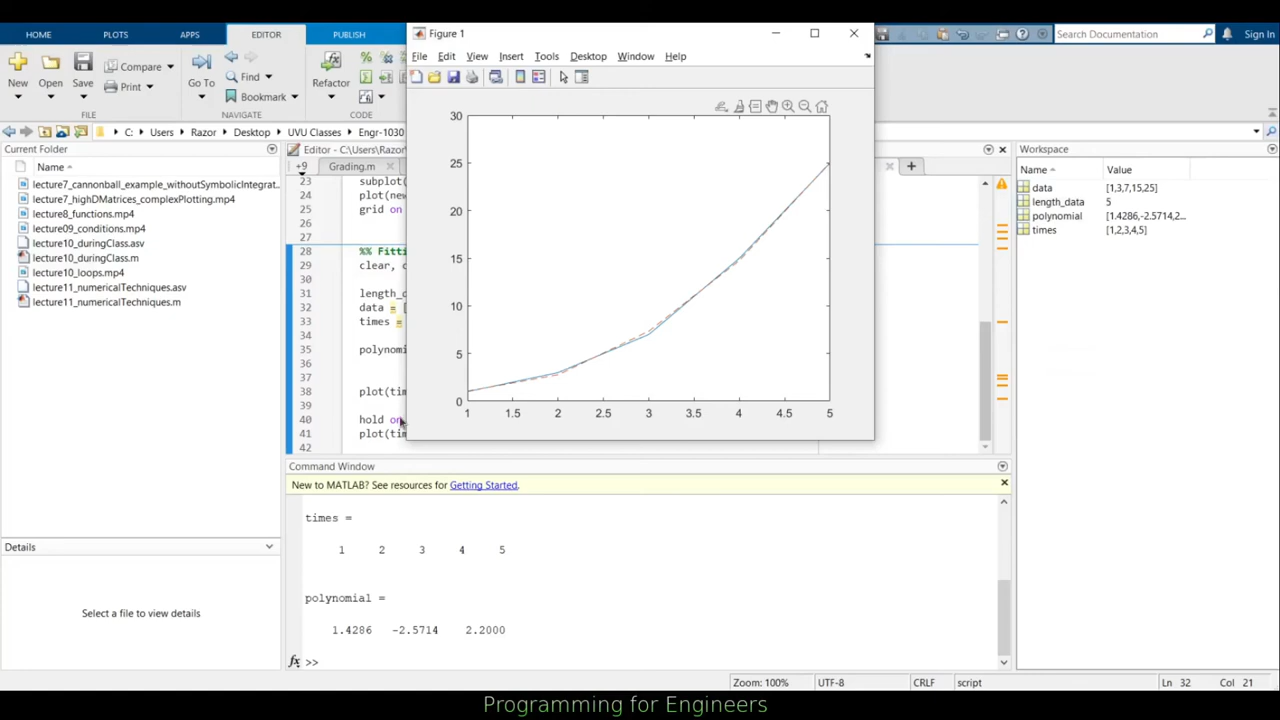 HOME PLOTS APPS EDITOR PUBLISH
Figure 1
Search Documentation Sign In
File Edit View Insert Tools Desktop Window Help
New Open Save Compare Print Go To Find Bookmark Refactor
FILE NAVIGATE CODE
C: Users Razor Desktop UVU Classes Engr-1030
Current Folder
Name
lecture7_cannonball_example_withoutSymbolicIntegrat...
lecture7_highDMatrices_complexPlotting.mp4
lecture8_functions.mp4
lecture09_conditions.mp4
lecture10_duringClass.asv
lecture10_duringClass.m
lecture10_loops.mp4
lecture11_numericalTechniques.asv
lecture11_numericalTechniques.m
Details
Select a file to view details
Editor - C:\Users\Razor
+9 Grading.m
23 subplot(
24 plot(new
25 grid on
26
27
28 %% Fitti
29 clear, c
30
31 length_d
32 data = [
33 times =
34
35 polynomi
36
37
38 plot(tim
39
40 hold on
41 plot(tim
42
30
25
20
15
10
5
0
1 1.5 2 2.5 3 3.5 4 4.5 5
Workspace
Name Value
data [1,3,7,15,25]
length_data 5
polynomial [1.4286,-2.5714,2...
times [1,2,3,4,5]
Command Window
New to MATLAB? See resources for Getting Started.
times =
1 2 3 4 5
polynomial =
1.4286 -2.5714 2.2000
fx >>
Zoom: 100% UTF-8 CRLF script Ln 32 Col 21
Programming for Engineers